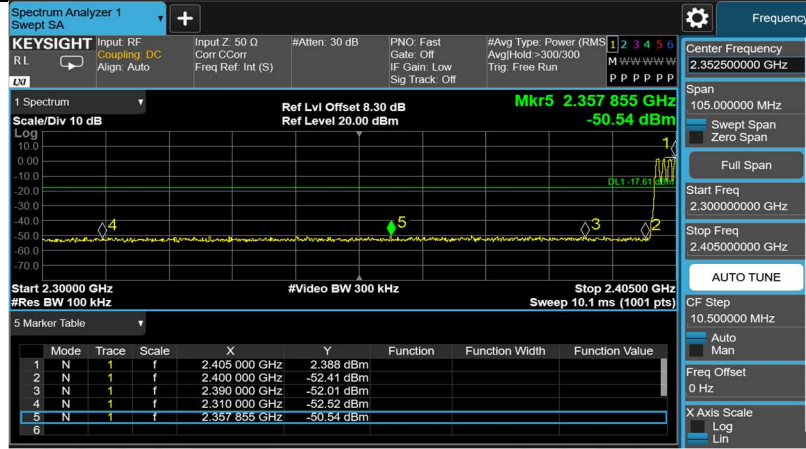 Spectrum Analyzer 1
Swept SA
Frequency
KEYSIGHT
RL
LXI
Input: RF
Coupling: DC
Align: Auto
Input Z: 50 Ω
Corr CCorr
Freq Ref: Int (S)
#Atten: 30 dB
PNO: Fast
Gate: Off
IF Gain: Low
Sig Track: Off
#Avg Type: Power (RMS
Avg|Hold:>300/300
Trig: Free Run
1 2 3 4 5 6
M W W W W W
P P P P P P
1 Spectrum
Scale/Div 10 dB
Ref Lvl Offset 8.30 dB
Ref Level 20.00 dBm
Mkr5 2.357 855 GHz
-50.54 dBm
Log
10.0
0.00
-10.0
-20.0
-30.0
-40.0
-50.0
-60.0
-70.0
1
DL1 -17.61 dBm
4
5
3
2
Start 2.30000 GHz
#Res BW 100 kHz
#Video BW 300 kHz
Stop 2.40500 GHz
Sweep 10.1 ms (1001 pts)
5 Marker Table
Mode Trace Scale X Y Function Function Width Function Value
1 N 1 f 2.405 000 GHz 2.388 dBm
2 N 1 f 2.400 000 GHz -52.41 dBm
3 N 1 f 2.390 000 GHz -52.01 dBm
4 N 1 f 2.310 000 GHz -52.52 dBm
5 N 1 f 2.357 855 GHz -50.54 dBm
6
Center Frequency
2.352500000 GHz
Span
105.000000 MHz
Swept Span
Zero Span
Full Span
Start Freq
2.300000000 GHz
Stop Freq
2.405000000 GHz
AUTO TUNE
CF Step
10.500000 MHz
Auto
Man
Freq Offset
0 Hz
X Axis Scale
Log
Lin